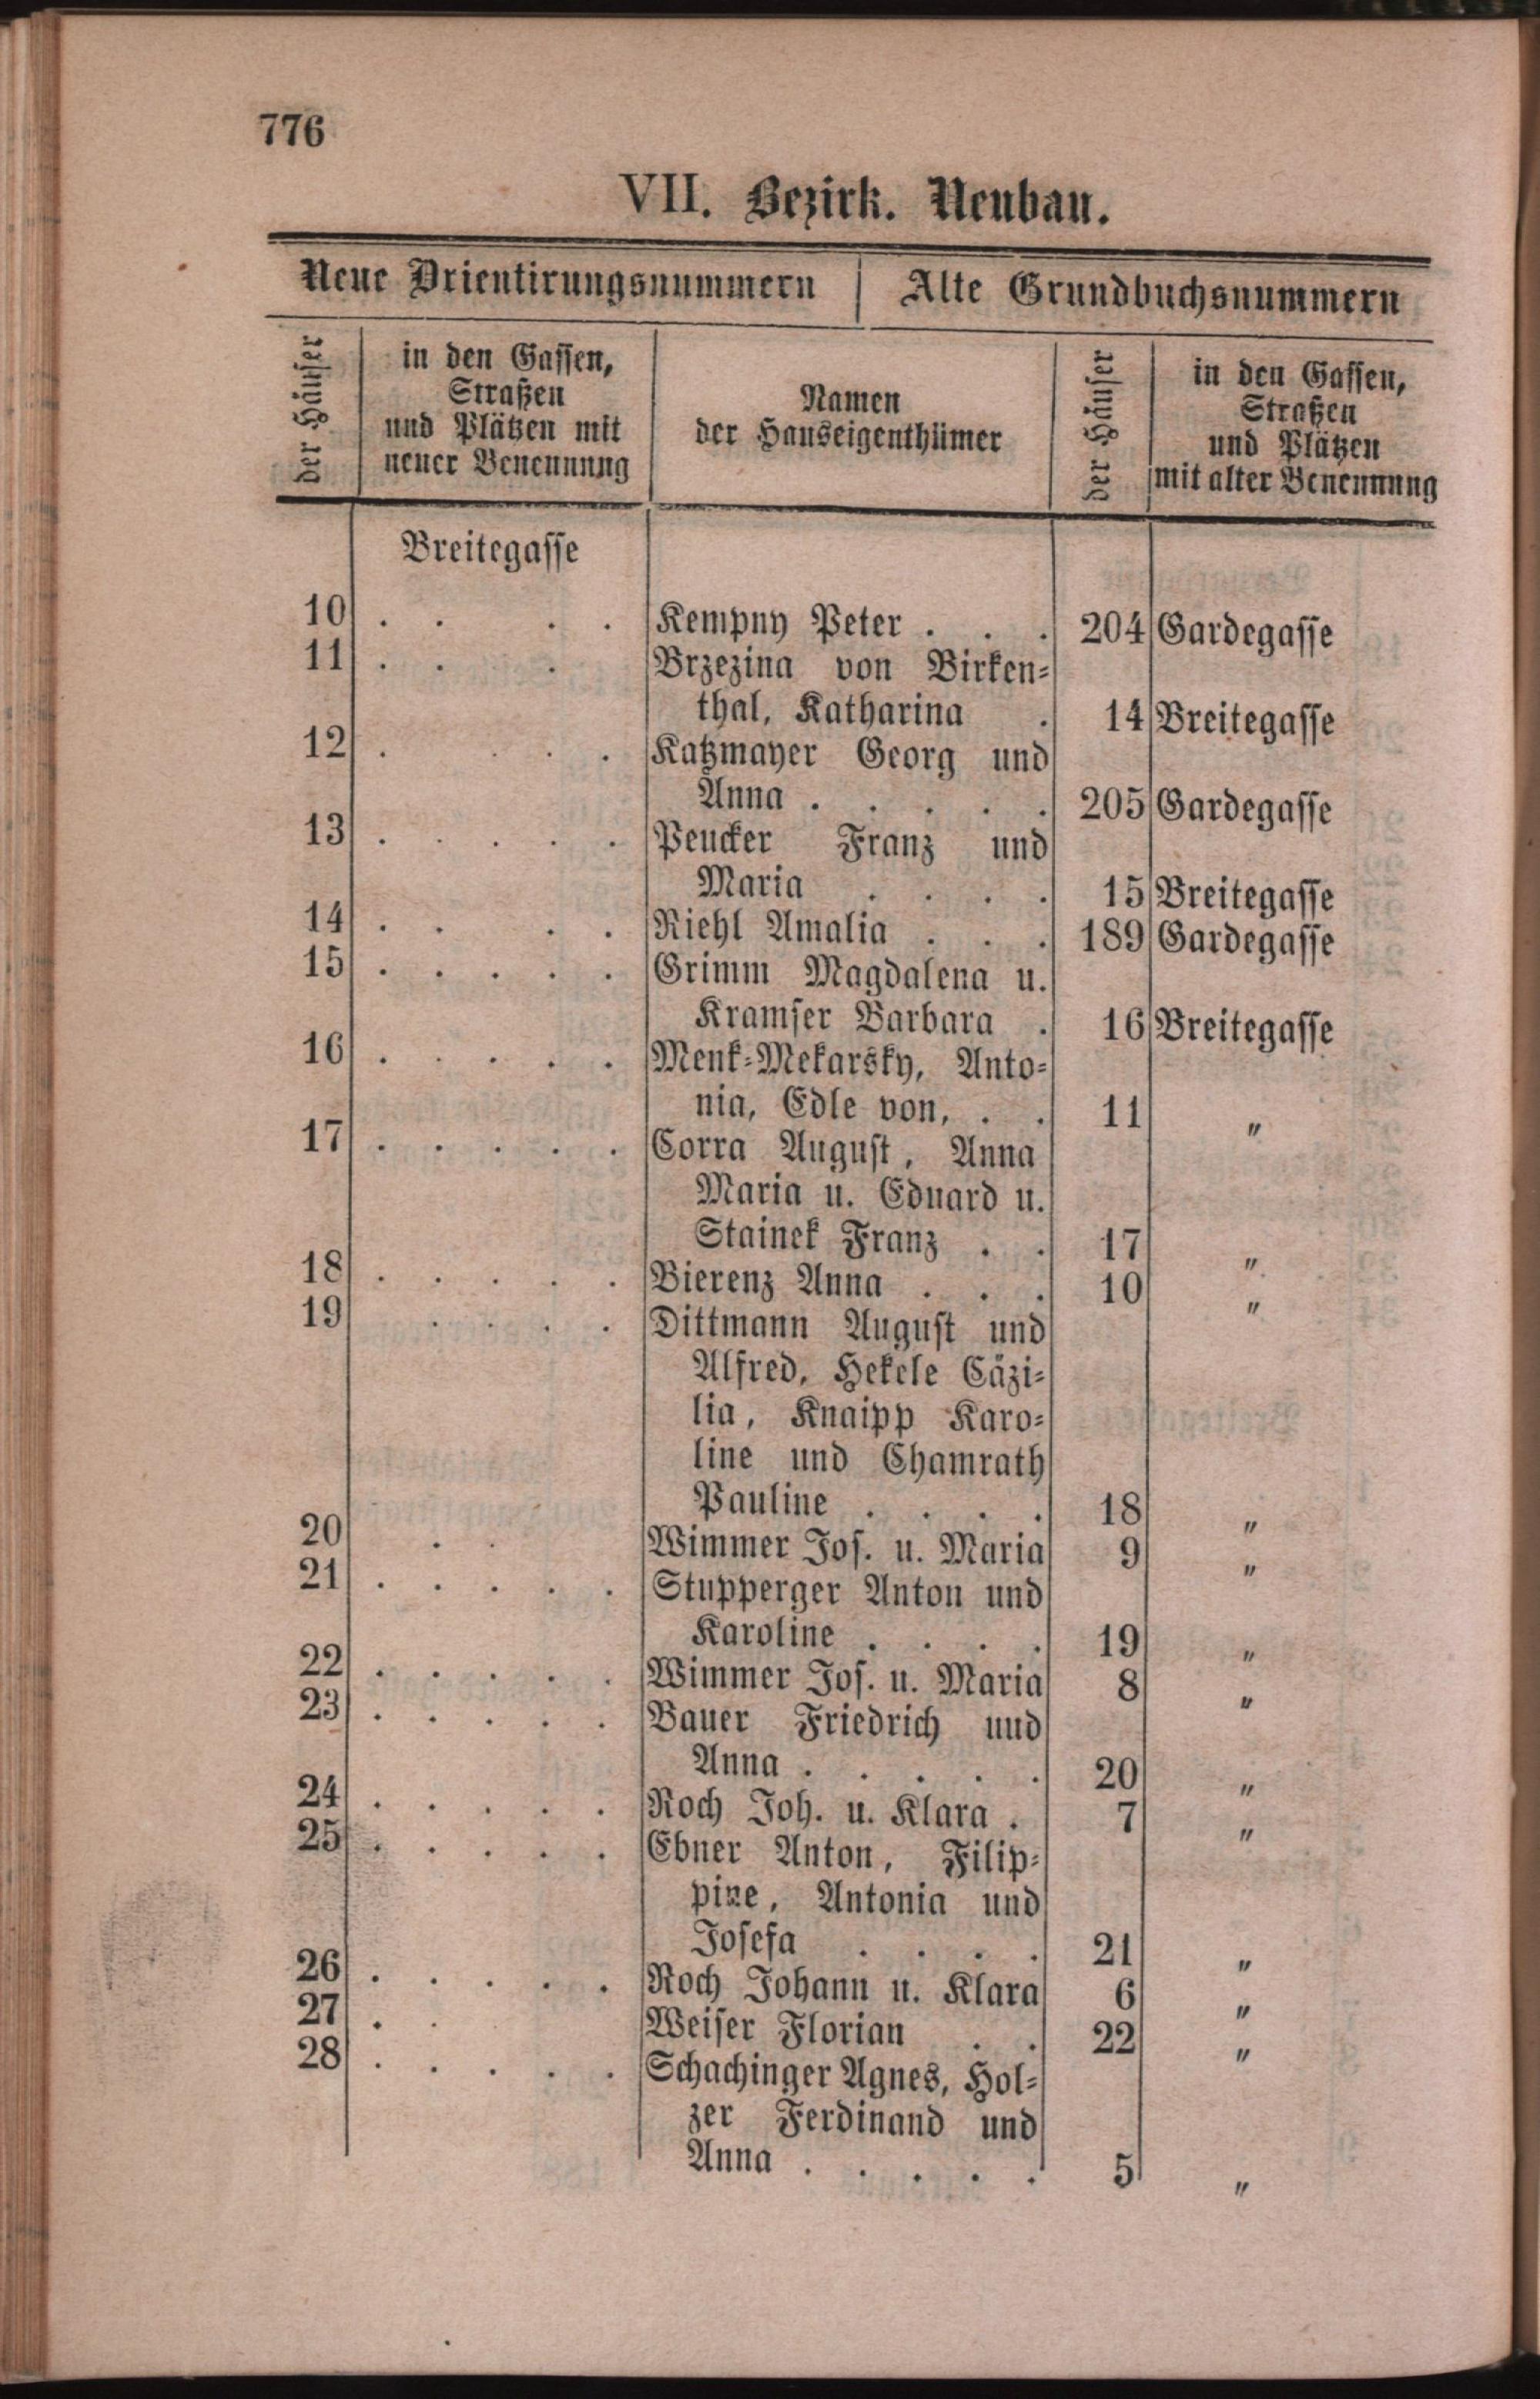 776
VII. Bezirk. Neubau.
Neue Orientirungsnummern Alte Grundbuchsnummern
der Häuser
in den Gassen,
Straßen
und Plätzen mit
neuer Benennung
Namen
der Hauseigenthümer
der Häuser
in den Gassen,
Straßen
und Plätzen
mit alter Benennung
Breitegasse
10 . . . . Kempny Peter . . . 204 Gardegasse
11 . . . Brzezina von Birken-
thal, Katharina . 14 Breitegasse
12 . . . . Katzmayer Georg und
Anna . . . . . 205 Gardegasse
13 . . . . . Peucker Franz und
Maria . . . . 15 Breitegasse
14 . . . . Riehl Amalia . . . 189 Gardegasse
15 . . . . . Grimm Magdalena u.
Kramser Barbara . 16 Breitegasse
16 . . . . . Menk-Mekarsky, Anto-
nia, Edle von, . . 11 "
17 . . . . . Corra August, Anna
Maria u. Eduard u.
Stainek Franz . . 17 "
18 . . . . . Bierenz Anna . . . 10 "
19 . . . . Dittmann August und
Alfred, Hekele Cäzi-
lia, Knaipp Karo-
line und Chamrath
Pauline . . . . 18 "
20 . . Wimmer Jos. u. Maria 9 "
21 . . . . . Stupperger Anton und
Karoline . . . . 19 "
22 . . . . . Wimmer Jos. u. Maria 8 "
23 . . . . . Bauer Friedrich und
Anna . . . . . 20 "
24 . . . . . Roch Joh. u. Klara . 7 "
25 . . . . . Ebner Anton, Filip-
pine, Antonia und
Josefa . . . . 21 "
26 . . . . . Roch Johann u. Klara 6 "
27 . . Weiser Florian . . 22 "
28 . . . . . Schachinger Agnes, Hol-
zer Ferdinand und
Anna . . . . . 5 "